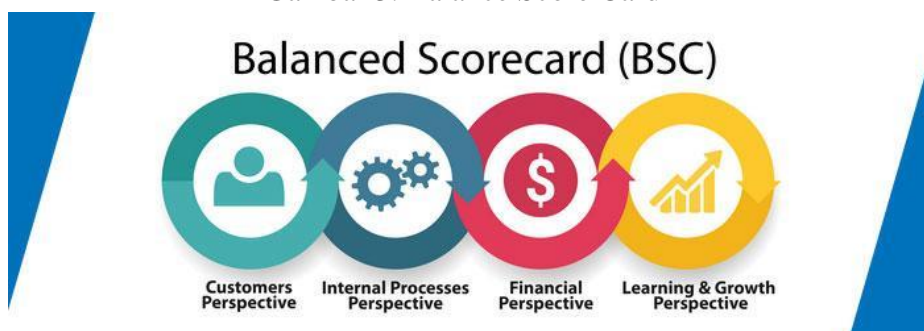 Balanced Scorecard (BSC)
$
Customers
Perspective
Internal Processes
Perspective
Financial
Perspective
Learning & Growth
Perspective